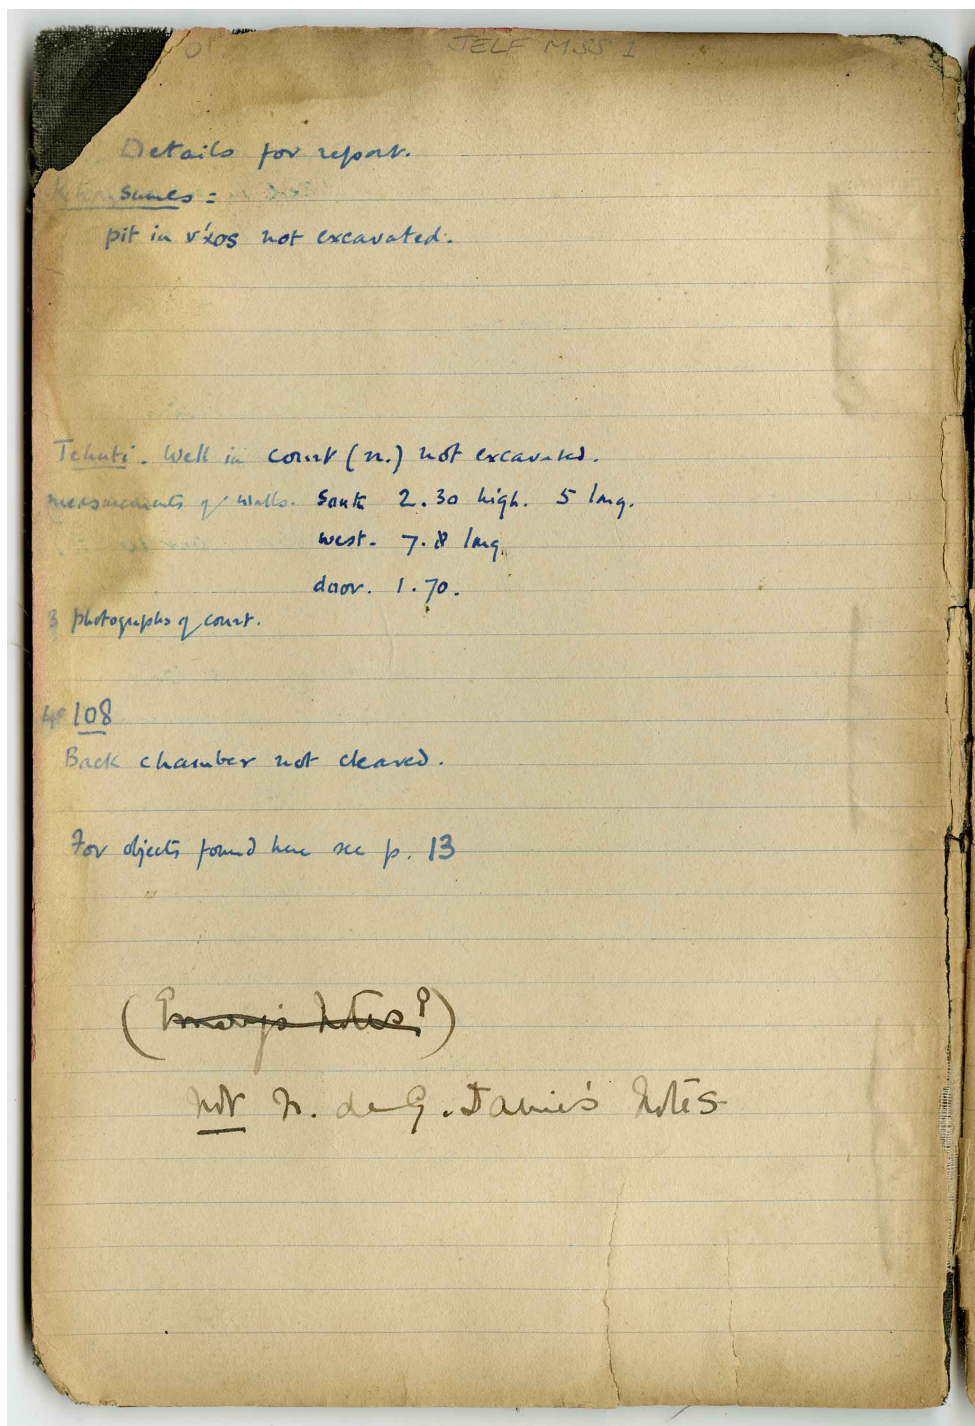 JELF MSS 1
Details for report.
pit in not excavated.
Tehuti. Well in court (n.) not excavated.
measurements of walls. South 2.30 high. 5 long.
west. 7.8 long
door. 1.70.
3 photographs of court.
108
Back chamber not cleared.
For objects found here see p. 13
( notes?)
not N. de G. Davies's Notes